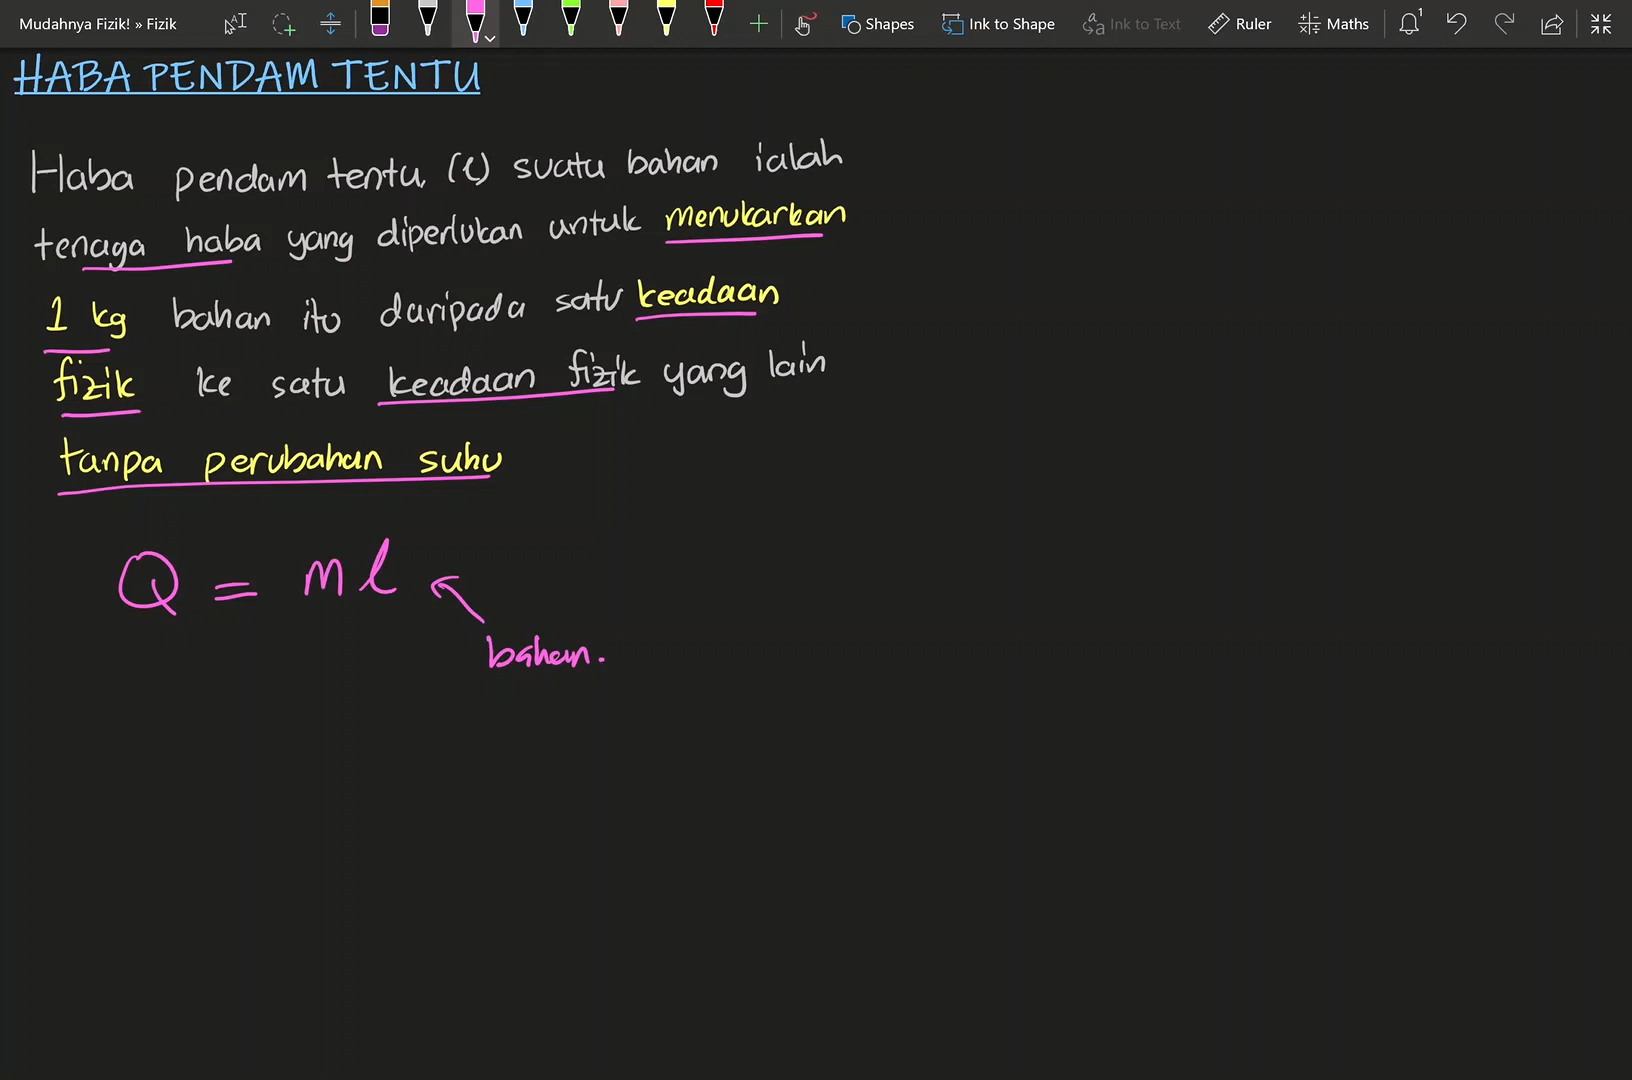 Mudahnya Fizik! » Fizik
Shapes
Ink to Shape
Ink to Text
Ruler
Maths
1
HABA PENDAM TENTU
Haba pendam tentu, (l) suatu bahan ialah
tenaga haba yang diperlukan untuk menukarkan
1 kg bahan itu daripada satu keadaan
fizik ke satu keadaan fizik yang lain
tanpa perubahan suhu
Q = ml
bahan.